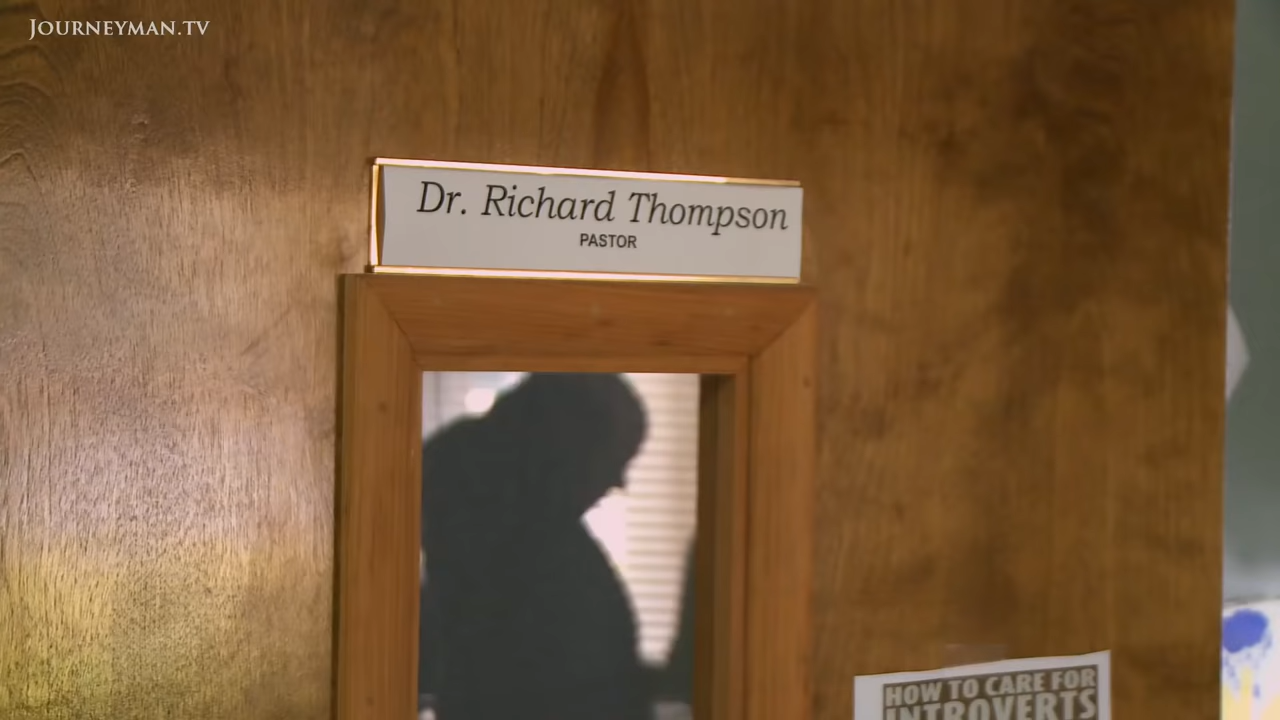 JOURNEYMAN.TV
Dr. Richard Thompson
PASTOR
HOW TO CARE FOR
INTROVERTS